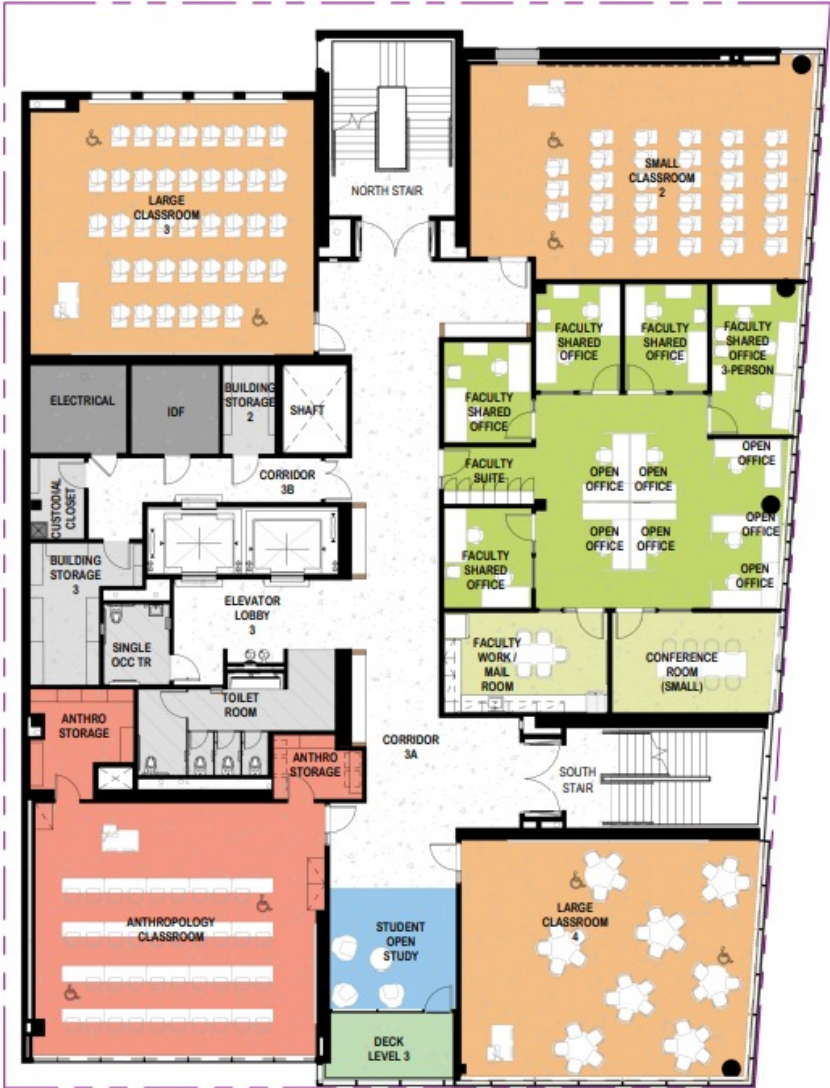 NORTH STAIR
LARGE
CLASSROOM
3
SMALL
CLASSROOM
2
FACULTY
SHARED
OFFICE
FACULTY
SHARED
OFFICE
FACULTY
SHARED
OFFICE
3-PERSON
ELECTRICAL
IDF
BUILDING
STORAGE
2
SHAFT
FACULTY
SHARED
OFFICE
FACULTY
SUITE
OPEN
OFFICE
OPEN
OFFICE
OPEN
OFFICE
CORRIDOR
3B
CUSTODIAL
CLOSET
OPEN
OFFICE
OPEN
OFFICE
OPEN
OFFICE
BUILDING
STORAGE
3
FACULTY
SHARED
OFFICE
OPEN
OFFICE
ELEVATOR
LOBBY
3
SINGLE
OCC TR
FACULTY
WORK /
MAIL
ROOM
CONFERENCE
ROOM
(SMALL)
TOILET
ROOM
ANTHRO
STORAGE
CORRIDOR
3A
ANTHRO
STORAGE
SOUTH
STAIR
ANTHROPOLOGY
CLASSROOM
STUDENT
OPEN
STUDY
LARGE
CLASSROOM
4
DECK
LEVEL 3